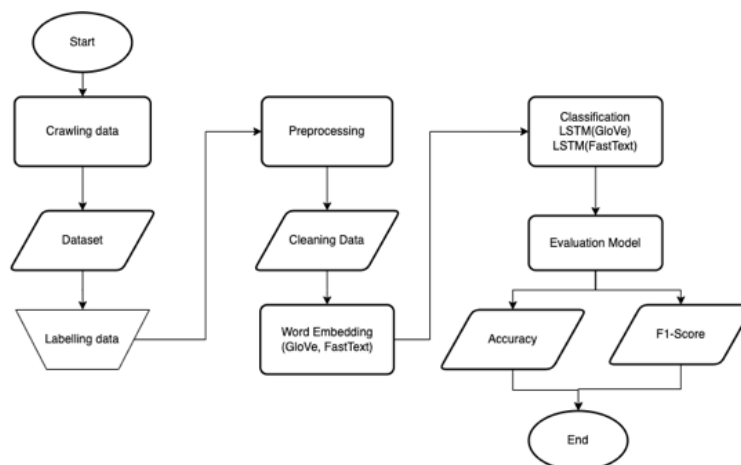 Start
Crawling data
Dataset
Labelling data
Preprocessing
Cleaning Data
Word Embedding
(GloVe, FastText)
Classification
LSTM(GloVe)
LSTM(FastText)
Evaluation Model
Accuracy
F1-Score
End